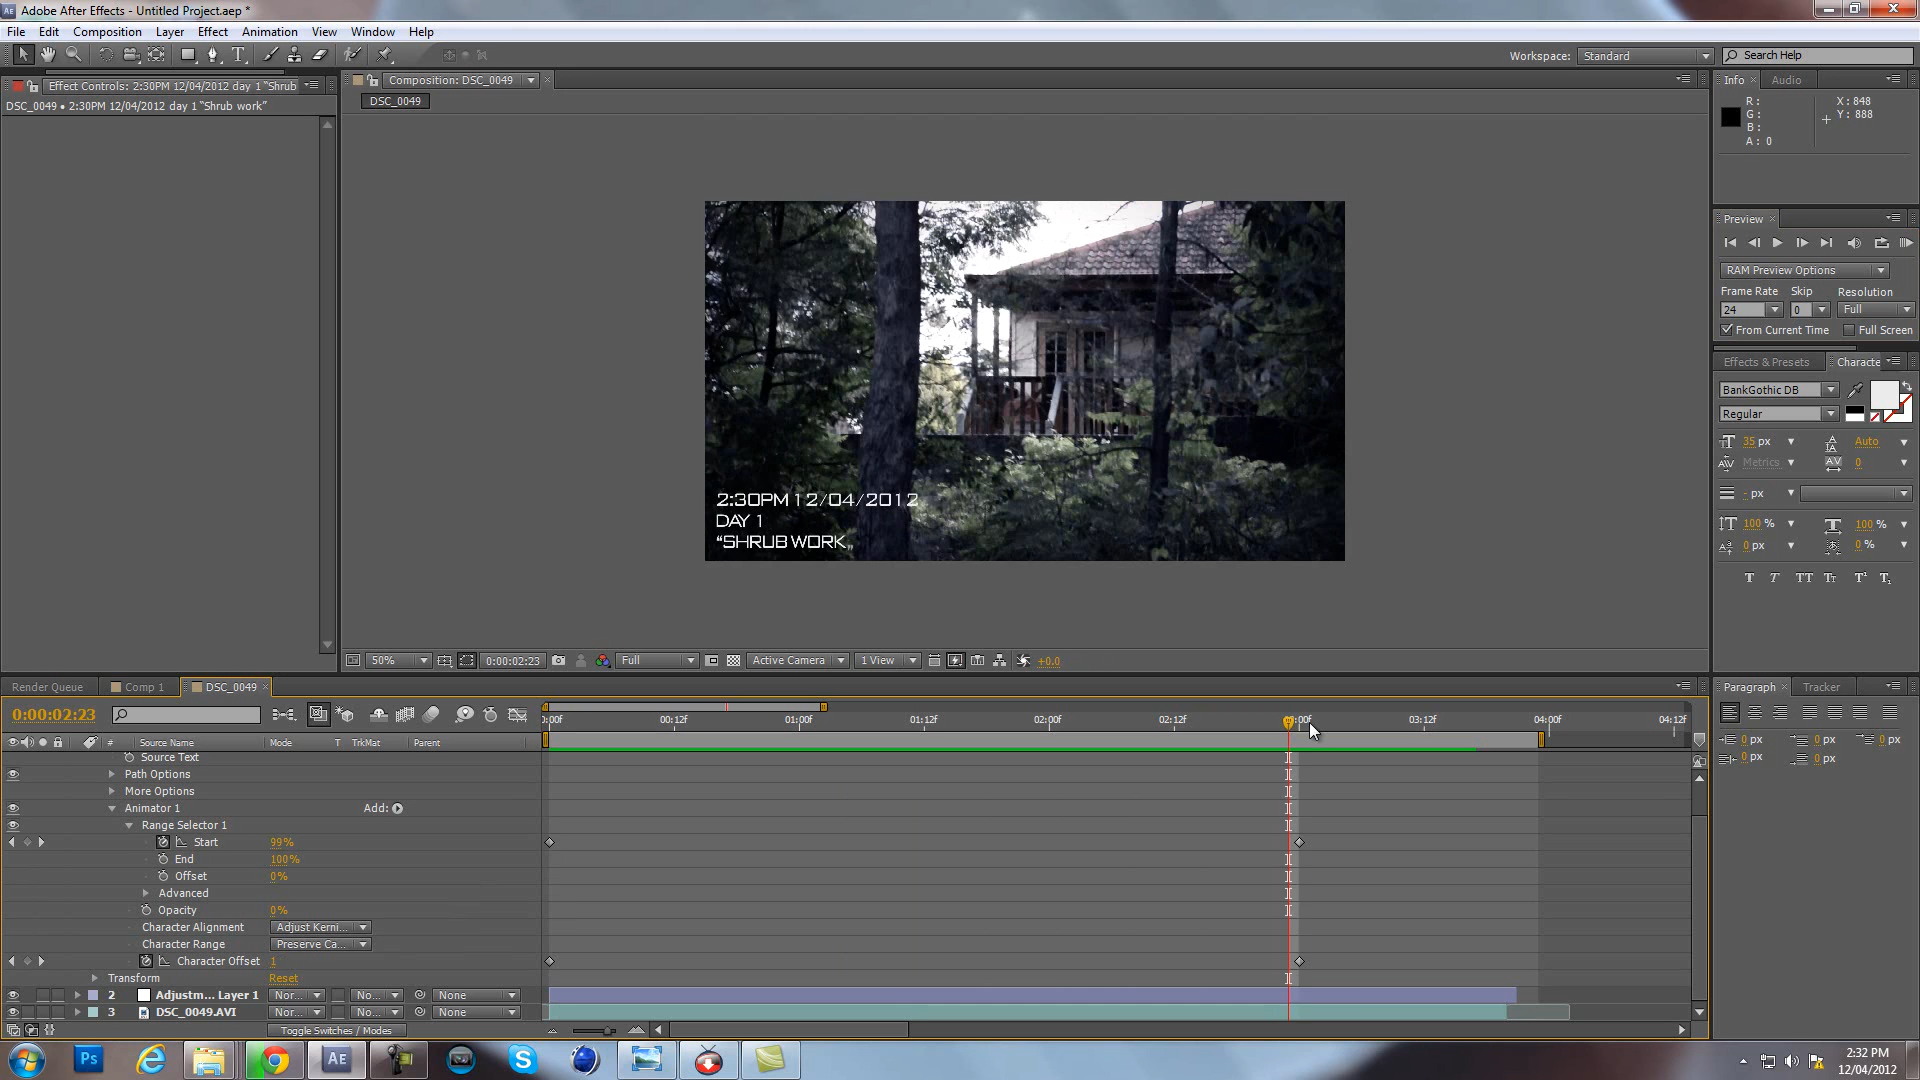 Adobe After Effects - Untitled Project.aep *
File Edit Composition Layer Effect Animation View Window Help
Workspace: Standard Search Help
Effect Controls: 2:30PM 12/04/2012 day 1 "Shrub
DSC_0049 • 2:30PM 12/04/2012 day 1 "Shrub work"
Composition: DSC_0049
DSC_0049
Info Audio
R: X: 848
G: Y: 888
B:
A: 0
Preview
RAM Preview Options
Frame Rate Skip Resolution
24 0 Full
From Current Time Full Screen
Effects & Presets Characte
BankGothic DB
Regular
35 px Auto
Metrics 0
- px
100 % 100 %
0 px 0 %
T T TT Tt T¹ T₁
2:30PM 12/04/2012
DAY 1
"SHRUB WORK„
50% 0:00:02:23 Full Active Camera 1 View +0.0
Render Queue Comp 1 DSC_0049
0:00:02:23
0:00f 00:12f 01:00f 01:12f 02:00f 02:12f :00f 03:12f 04:00f 04:12f
# Source Name Mode T TrkMat Parent
Source Text
Path Options
More Options
Animator 1 Add:
Range Selector 1
Start 99%
End 100%
Offset 0%
Advanced
Opacity 0%
Character Alignment Adjust Kerni...
Character Range Preserve Ca...
Character Offset 1
Transform Reset
2 Adjustm... Layer 1 Nor... No... None
3 DSC_0049.AVI Nor... No... None
Toggle Switches / Modes
Paragraph Tracker
0 px 0 px 0 px
0 px 0 px
Ps AE
2:32 PM
12/04/2012